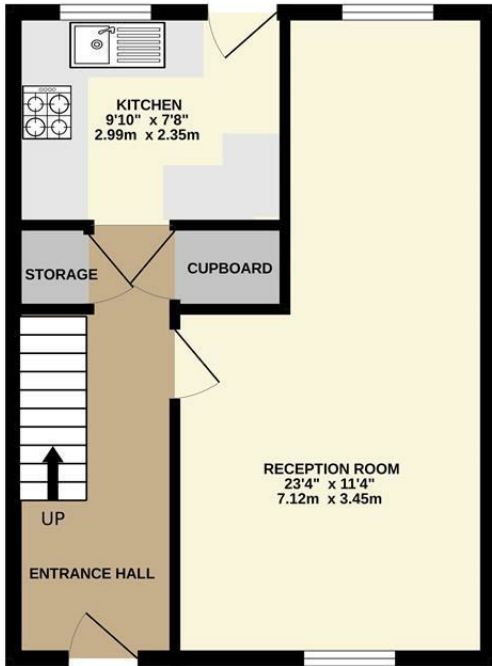 KITCHEN
9'10" x 7'8"
2.99m x 2.35m
STORAGE
CUPBOARD
RECEPTION ROOM
23'4" x 11'4"
7.12m x 3.45m
UP
ENTRANCE HALL